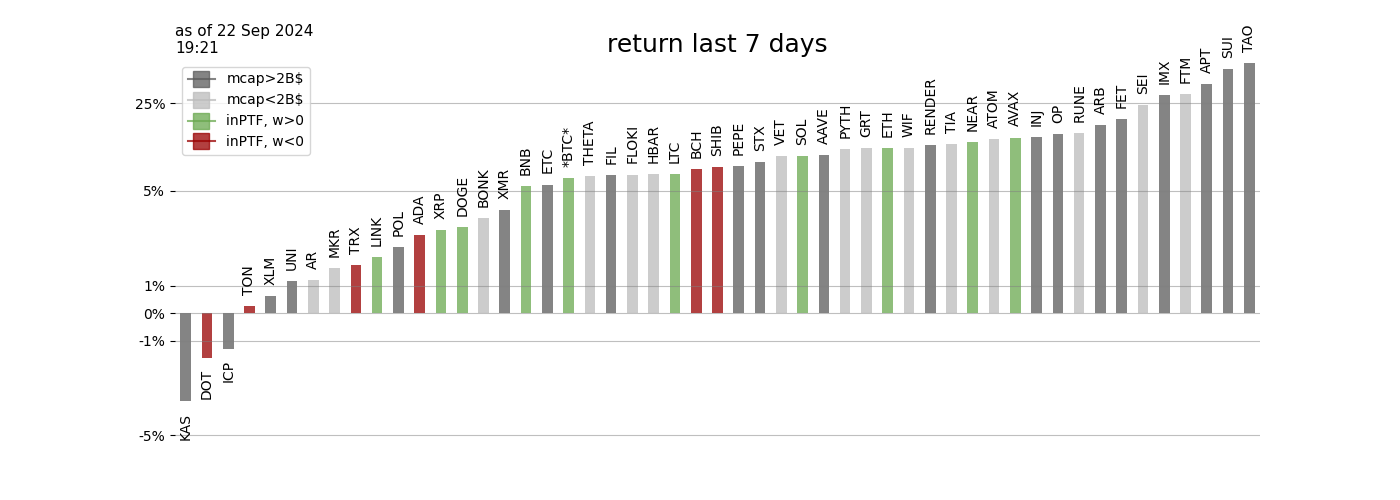 as of 22 Sep 2024
19:21
return last 7 days
mcap>2B$
mcap<2B$
inPTF, w>0
inPTF, w<0
25%
5%
1%
0%
-1%
-5%
KAS
DOT
ICP
TON
XLM
UNI
AR
MKR
TRX
LINK
POL
ADA
XRP
DOGE
BONK
XMR
BNB
ETC
*BTC*
THETA
FIL
FLOKI
HBAR
LTC
BCH
SHIB
PEPE
STX
VET
SOL
AAVE
PYTH
GRT
ETH
WIF
RENDER
TIA
NEAR
ATOM
AVAX
INJ
OP
RUNE
ARB
FET
SEI
IMX
FTM
APT
SUI
TAO